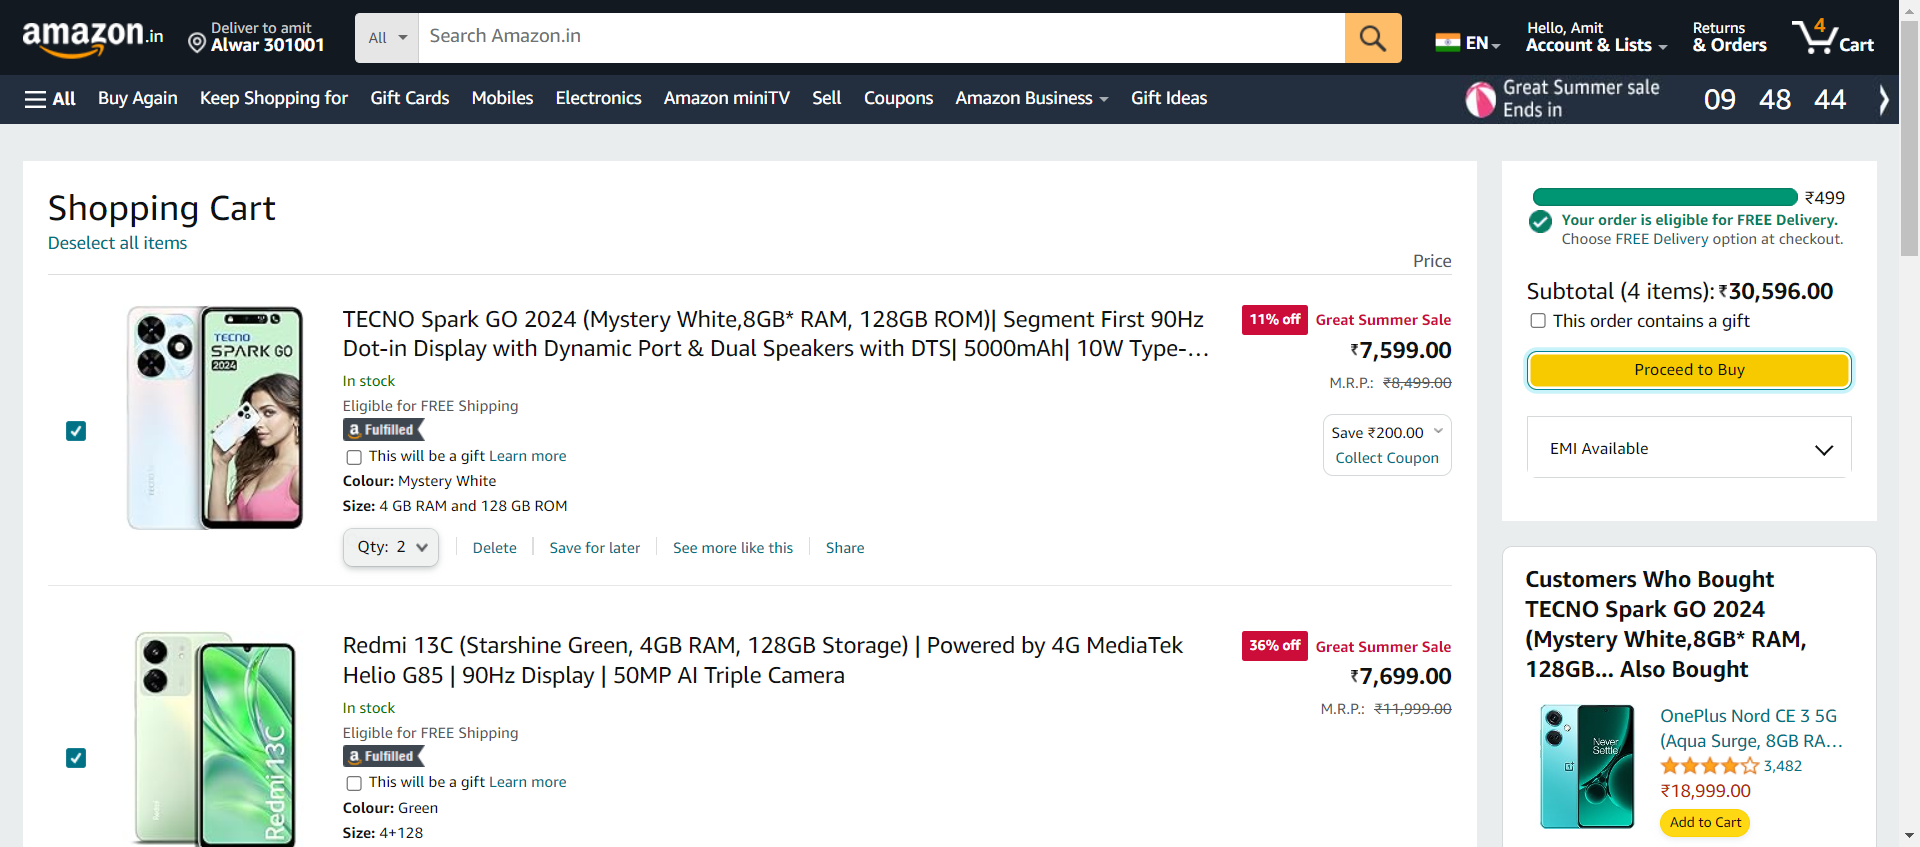 amazon.in
Deliver to amit
Alwar 301001
All
Search Amazon.in
EN
Hello, Amit
Account & Lists
Returns
& Orders
4
Cart
All
Buy Again
Keep Shopping for
Gift Cards
Mobiles
Electronics
Amazon miniTV
Sell
Coupons
Amazon Business
Gift Ideas
Great Summer sale
Ends in
09 48 44
Shopping Cart
Deselect all items
Price
TECNO
SPARK GO
2024
TECNO Spark GO 2024 (Mystery White,8GB* RAM, 128GB ROM)| Segment First 90Hz
Dot-in Display with Dynamic Port & Dual Speakers with DTS| 5000mAh| 10W Type-...
In stock
Eligible for FREE Shipping
a Fulfilled
This will be a gift Learn more
Colour: Mystery White
Size: 4 GB RAM and 128 GB ROM
Qty: 2
Delete
Save for later
See more like this
Share
11% off Great Summer Sale
₹7,599.00
M.R.P.: ₹8,499.00
Save ₹200.00
Collect Coupon
Redmi 13C
Redmi 13C (Starshine Green, 4GB RAM, 128GB Storage) | Powered by 4G MediaTek
Helio G85 | 90Hz Display | 50MP AI Triple Camera
In stock
Eligible for FREE Shipping
a Fulfilled
This will be a gift Learn more
Colour: Green
Size: 4+128
36% off Great Summer Sale
₹7,699.00
M.R.P.: ₹11,999.00
₹499
Your order is eligible for FREE Delivery.
Choose FREE Delivery option at checkout.
Subtotal (4 items): ₹30,596.00
This order contains a gift
Proceed to Buy
EMI Available
Customers Who Bought
TECNO Spark GO 2024
(Mystery White,8GB* RAM,
128GB... Also Bought
Never
Settle
OnePlus Nord CE 3 5G
(Aqua Surge, 8GB RA...
3,482
₹18,999.00
Add to Cart